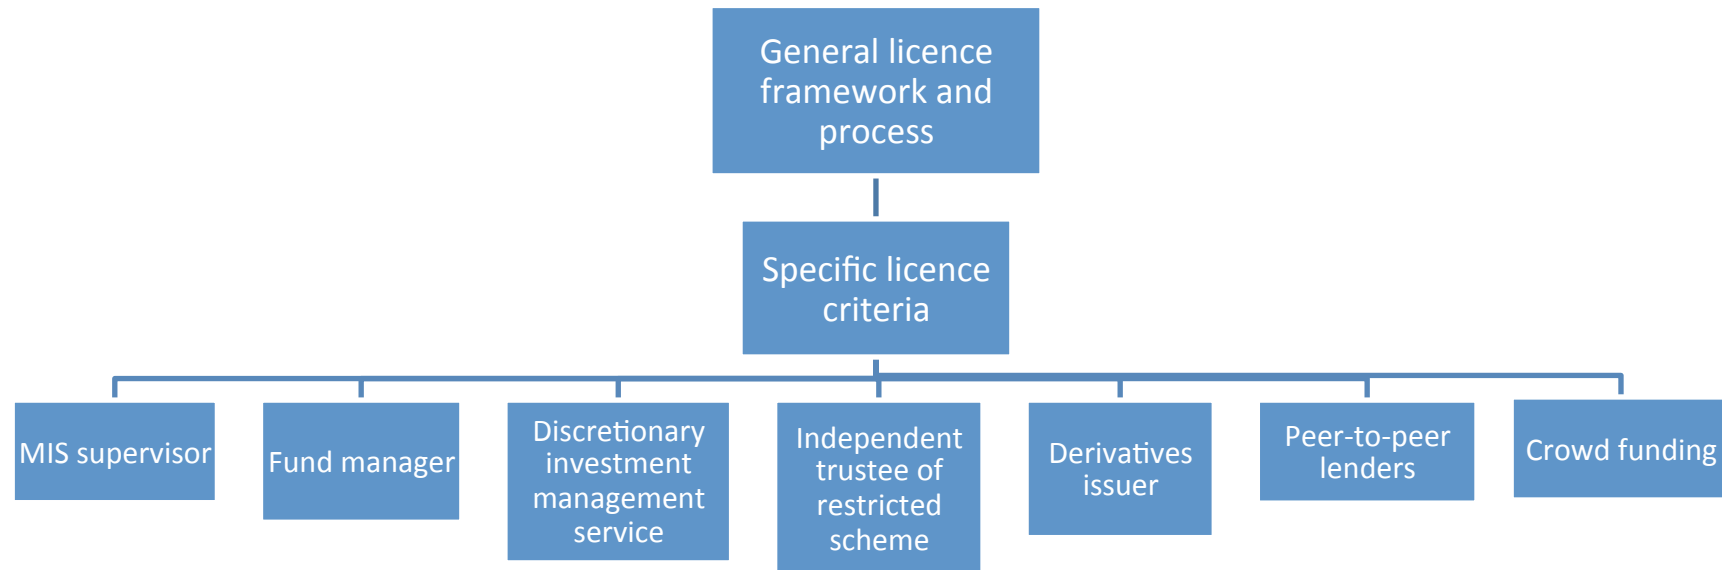 General licence
framework and
process
Specific licence
criteria
MIS supervisor
Fund manager
Discretionary
investment
management
service
Independent
trustee of
restricted
scheme
Derivatives
issuer
Peer-to-peer
lenders
Crowd funding